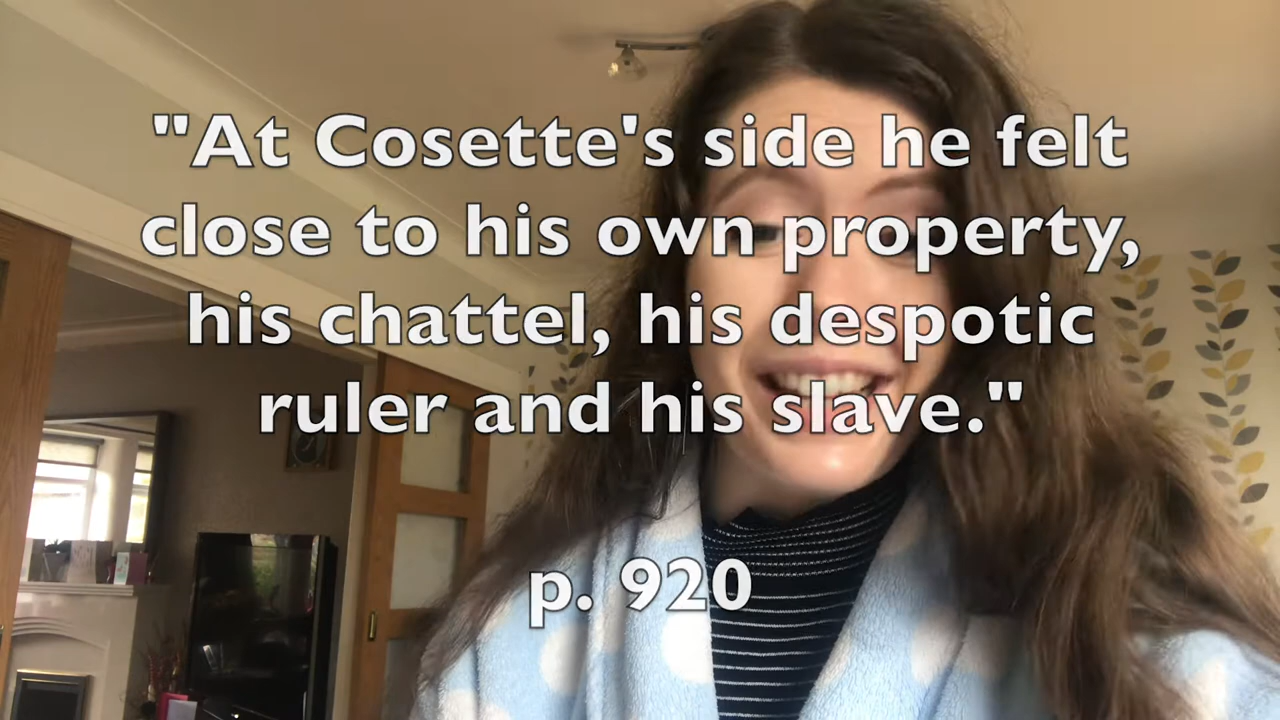 "At Cosette's side he felt
close to his own property,
his chattel, his despotic
ruler and his slave."
p. 920